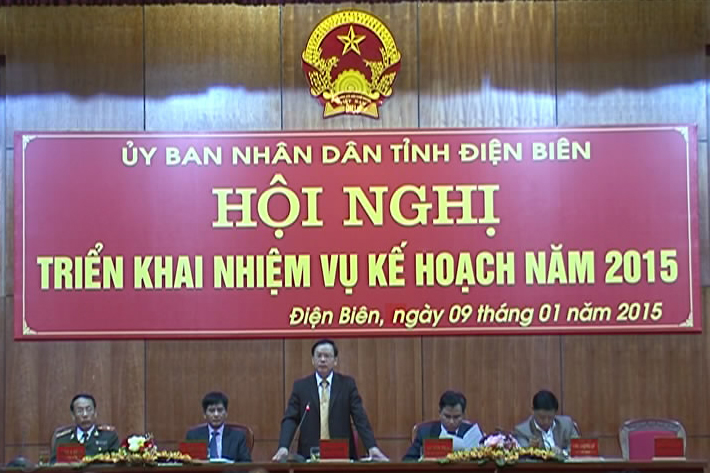 ỦY BAN NHÂN DÂN TỈNH ĐIỆN BIÊN
HỘI NGHỊ
TRIỂN KHAI NHIỆM VỤ KẾ HOẠCH NĂM 2015
Điện Biên, ngày 09 tháng 01 năm 2015